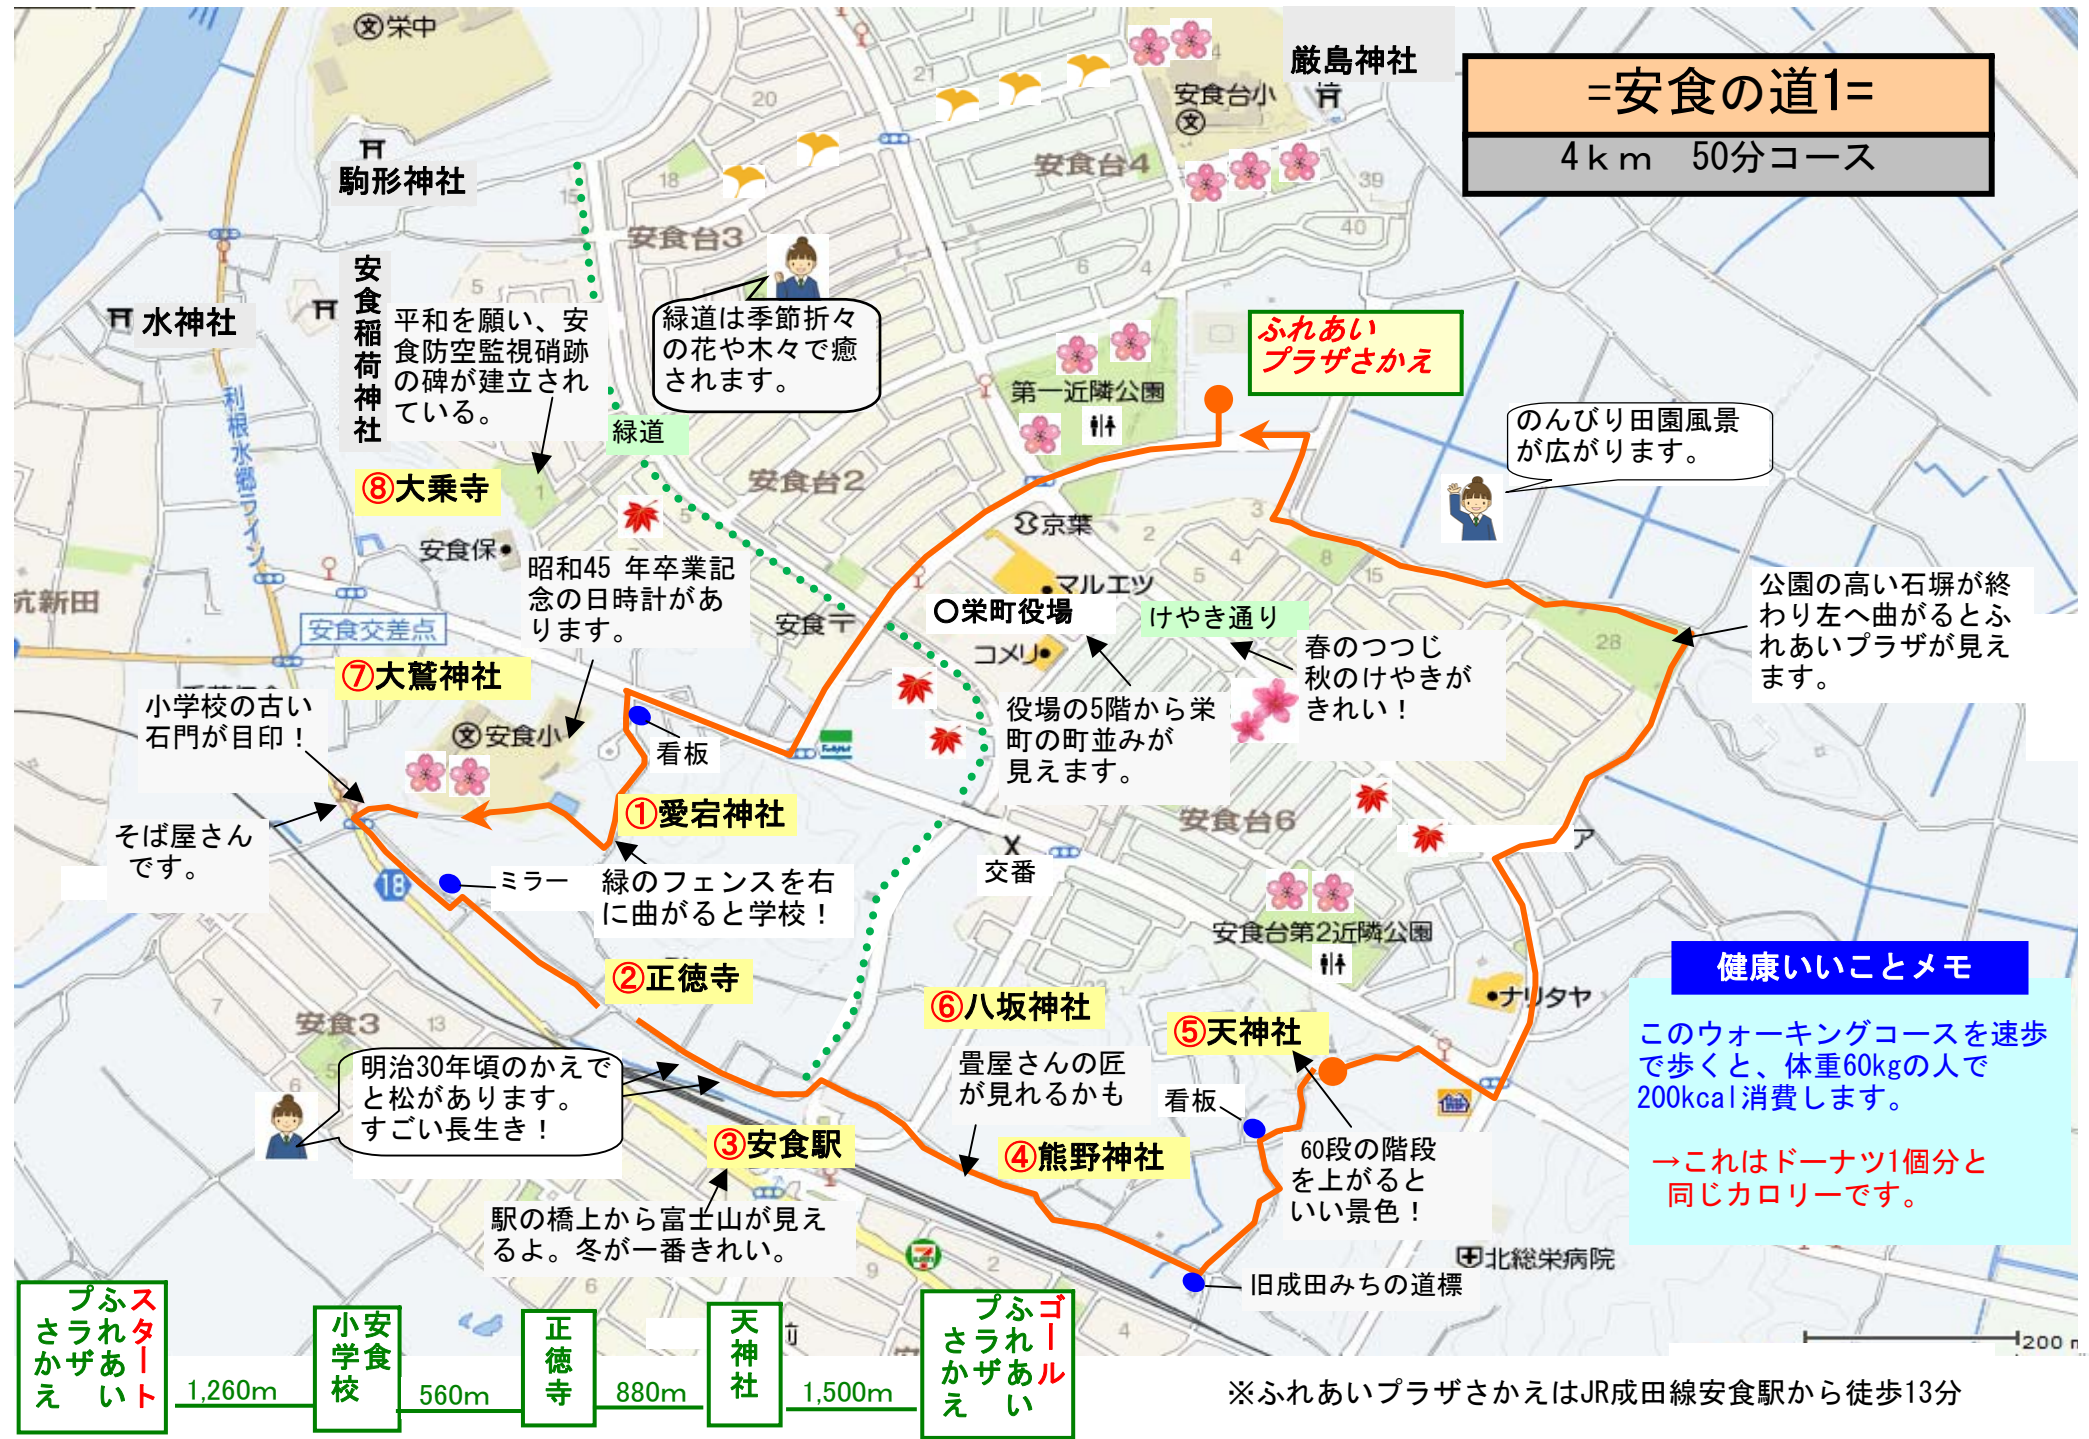 =安食の道1=
4km 50分コース
栄中
厳島神社
安食台小
駒形神社
安食台4
安食台3
安食稲荷神社
水神社
平和を願い、安
食防空監視硝跡
の碑が建立され
ている。
緑道は季節折々
の花や木々で癒
されます。
緑道
ふれあい
プラザさかえ
第一近隣公園
のんびり田園風景
が広がります。
利根水郷ライン
⑧大乗寺
安食台2
安食保
京葉
マルエツ
昭和45 年卒業記
念の日時計があ
ります。
安食〒
〇栄町役場
コメリ
けやき通り
春のつつじ
秋のけやきが
きれい！
公園の高い石塀が終
わり左へ曲がるとふ
れあいプラザが見え
ます。
安食交差点
⑦大鷲神社
小学校の古い
石門が目印！
安食小
看板
FamilyMart
役場の5階から栄
町の町並みが
見えます。
①愛宕神社
安食台6
そば屋さん
です。
18
ミラー
緑のフェンスを右
に曲がると学校！
X
交番
安食台第2近隣公園
②正徳寺
安食3
⑥八坂神社
⑤天神社
ナリタヤ
明治30年頃のかえで
と松があります。
すごい長生き！
畳屋さんの匠
が見れるかも
看板
③安食駅
④熊野神社
60段の階段
を上がると
いい景色！
駅の橋上から富士山が見え
るよ。冬が一番きれい。
旧成田みちの道標
北総栄病院
健康いいことメモ
このウォーキングコースを速歩
で歩くと、体重60kgの人で
200kcal消費します。
→これはドーナツ1個分と
同じカロリーです。
200 m
スタート
ふれあい
プラザ
さかえ
1,260m
安食
小学校
560m
正徳寺
880m
天神社
1,500m
ゴール
ふれあい
プラザ
さかえ
※ふれあいプラザさかえはJR成田線安食駅から徒歩13分